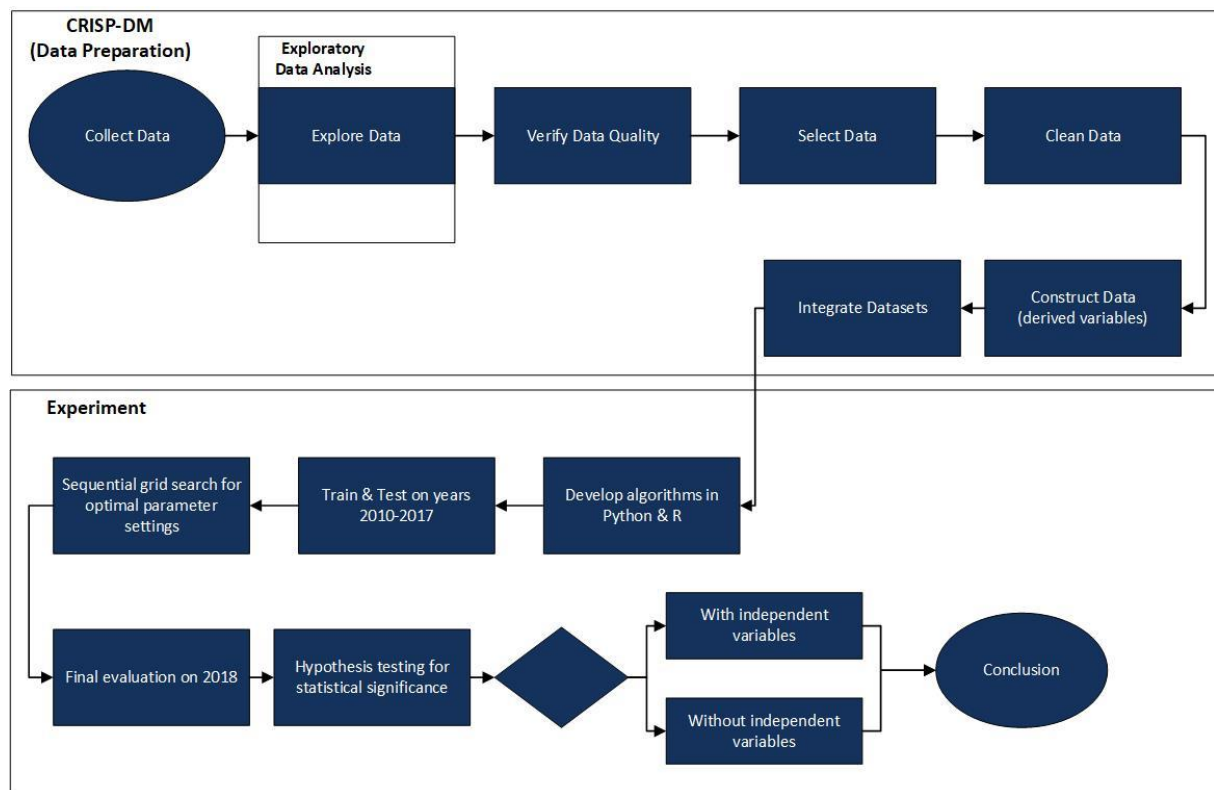 CRISP-DM
(Data Preparation)
Exploratory
Data Analysis
Collect Data
Explore Data
Verify Data Quality
Select Data
Clean Data
Integrate Datasets
Construct Data
(derived variables)
Experiment
Sequential grid search for
optimal parameter
settings
Train & Test on years
2010-2017
Develop algorithms in
Python & R
Final evaluation on 2018
Hypothesis testing for
statistical significance
With independent
variables
Without independent
variables
Conclusion